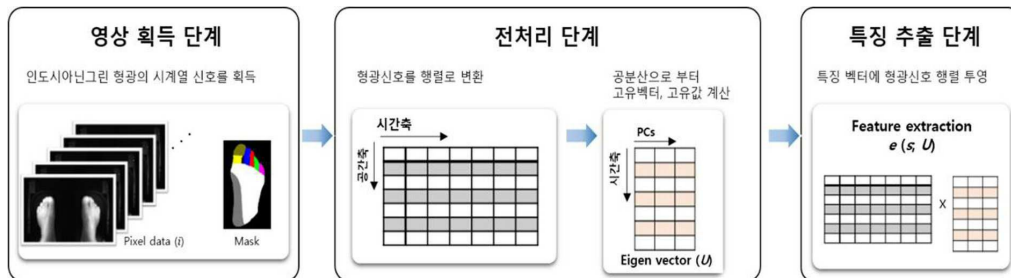 영상 획득 단계
인도시아닌그린 형광의 시계열 신호를 획득
Pixel data (i)
Mask
전처리 단계
형광신호를 행렬로 변환
시간축
공간축
공분산으로 부터
고유벡터, 고유값 계산
PCs
시간축
Eigen vector (U)
특징 추출 단계
특징 벡터에 형광신호 행렬 투영
Feature extraction
e (s; U)
X